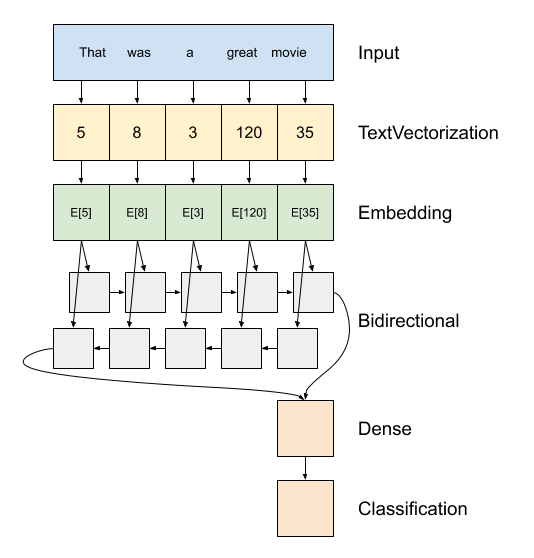 That was a great movie Input
5 8 3 120 35 TextVectorization
E[5] E[8] E[3] E[120] E[35] Embedding
Bidirectional
Dense
Classification